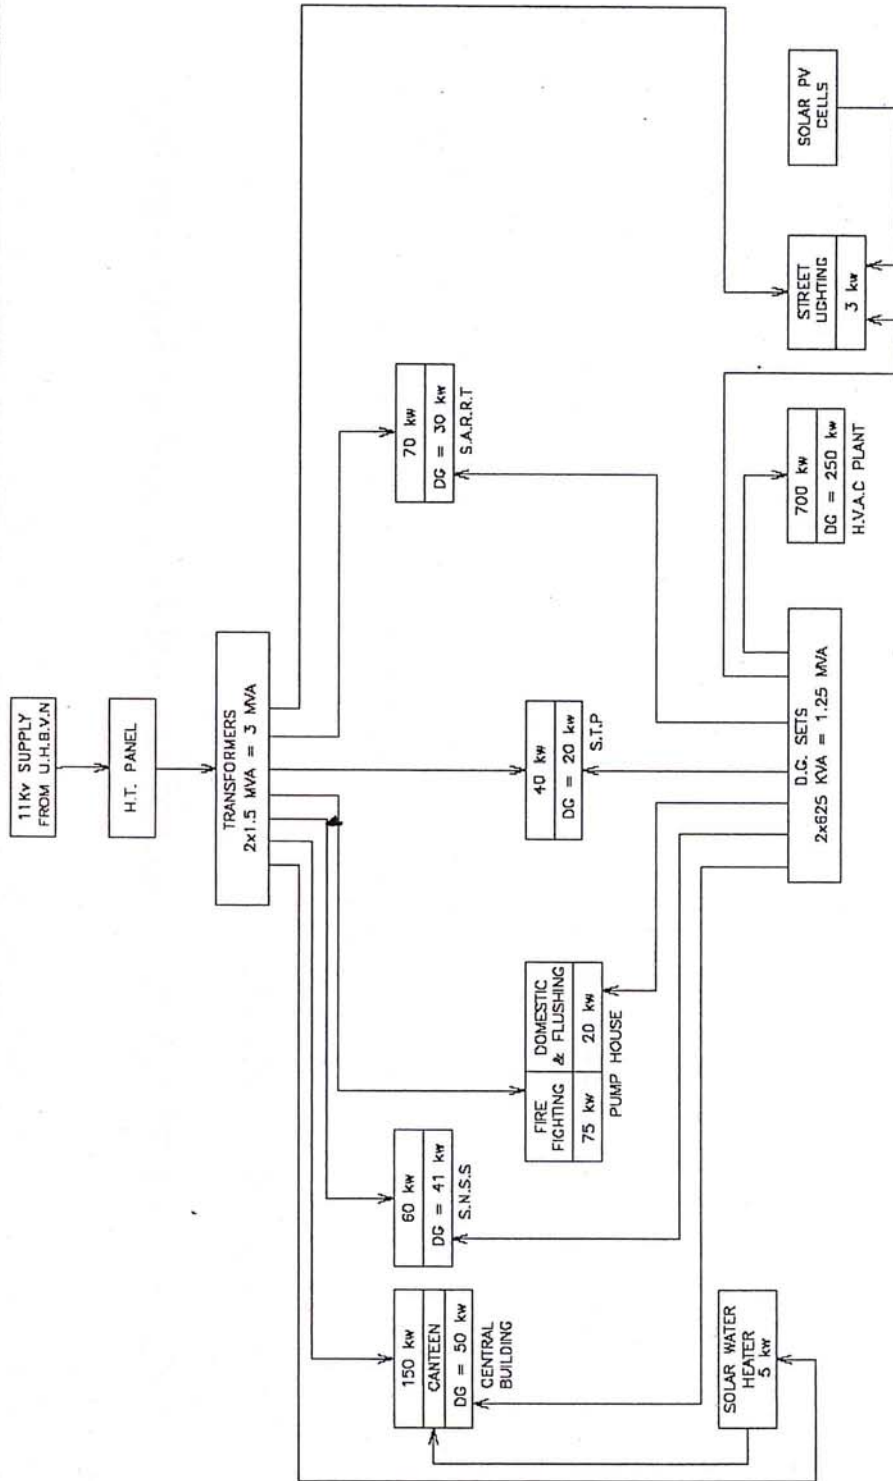 11Kv SUPPLY
FROM U.H.B.V.N
H.T. PANEL
TRANSFORMERS
2x1.5 MVA = 3 MVA
150 kw
CANTEEN
DG = 50 kw
CENTRAL
BUILDING
60 kw
DG = 41 kw
S.N.S.S
70 kw
DG = 30 kw
S.A.R.R.T
FIRE
FIGHTING
75 kw
DOMESTIC
& FLUSHING
20 kw
PUMP HOUSE
40 kw
DG = 20 kw
S.T.P
SOLAR WATER
HEATER
5 kw
D.G. SETS
2x625 KVA = 1.25 MVA
700 kw
DG = 250 kw
H.V.A.C PLANT
STREET
LIGHTING
3 kw
SOLAR PV
CELLS